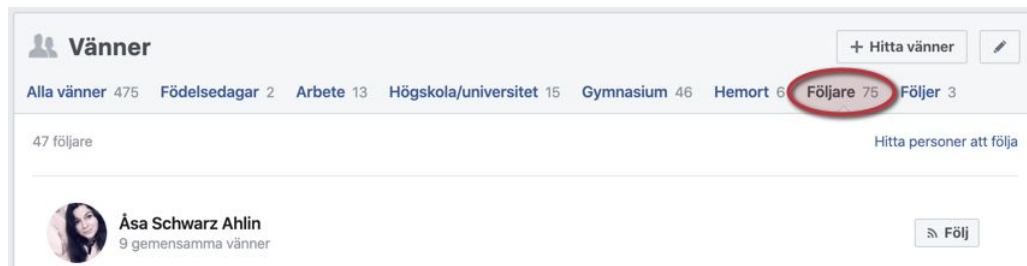 Vänner
+ Hitta vänner
Alla vänner 475 Födelsedagar 2 Arbete 13 Högskola/universitet 15 Gymnasium 46 Hemort 6 Följare 75 Följer 3
47 följare Hitta personer att följa
Åsa Schwarz Ahlin
9 gemensamma vänner
Följ